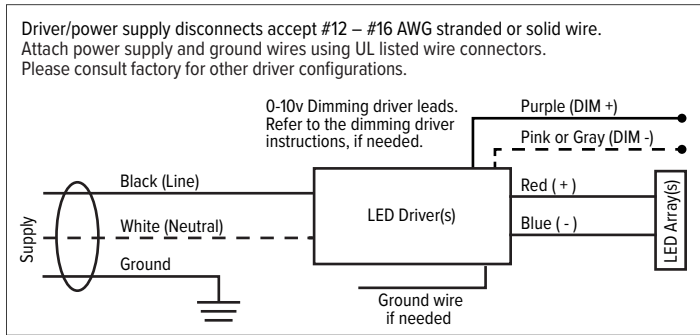 Driver/power supply disconnects accept #12 – #16 AWG stranded or solid wire.
Attach power supply and ground wires using UL listed wire connectors.
Please consult factory for other driver configurations.
0-10v Dimming driver leads.
Refer to the dimming driver
instructions, if needed.
Purple (DIM +)
Pink or Gray (DIM -)
Supply
Black (Line)
White (Neutral)
Ground
LED Driver(s)
Red ( + )
Blue ( - )
LED Array(s)
Ground wire
if needed